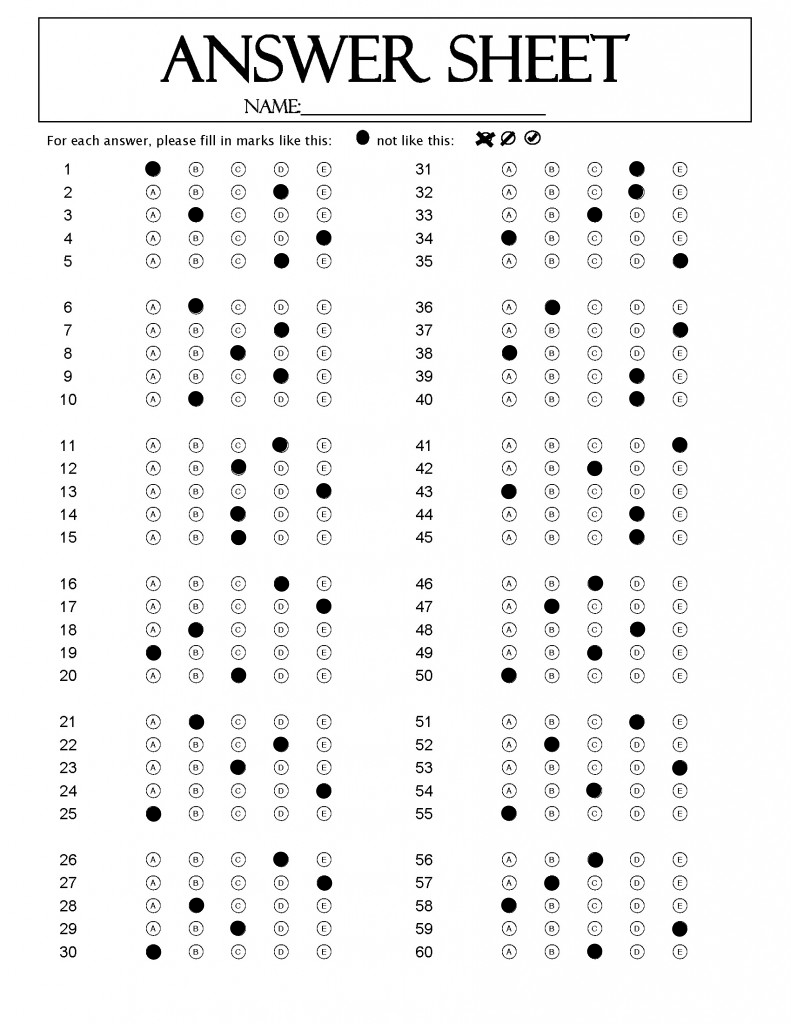 ANSWER SHEET
NAME:
For each answer, please fill in marks like this: not like this:
1 B C D E 31 A B C E
2 A B C E 32 A B C E
3 A C D E 33 A B D E
4 A B C D 34 B C D E
5 A B C E 35 A B C D
6 A C D E 36 A C D E
7 A B C E 37 A B C D
8 A B D E 38 B C D E
9 A B C E 39 A B C E
10 A C D E 40 A B C E
11 A B C E 41 A B C D
12 A B D E 42 A B D E
13 A B C D 43 B C D E
14 A B D E 44 A B C E
15 A B D E 45 A B C E
16 A B C E 46 A B D E
17 A B C D 47 A C D E
18 A C D E 48 A B C E
19 B C D E 49 A B D E
20 A B D E 50 B C D E
21 A C D E 51 A B C E
22 A B C E 52 A C D E
23 A B D E 53 A B C D
24 A B C D 54 A B D E
25 B C D E 55 B C D E
26 A B C E 56 A B D E
27 A B C D 57 A C D E
28 A C D E 58 B C D E
29 A B D E 59 A B C D
30 B C D E 60 A B D E